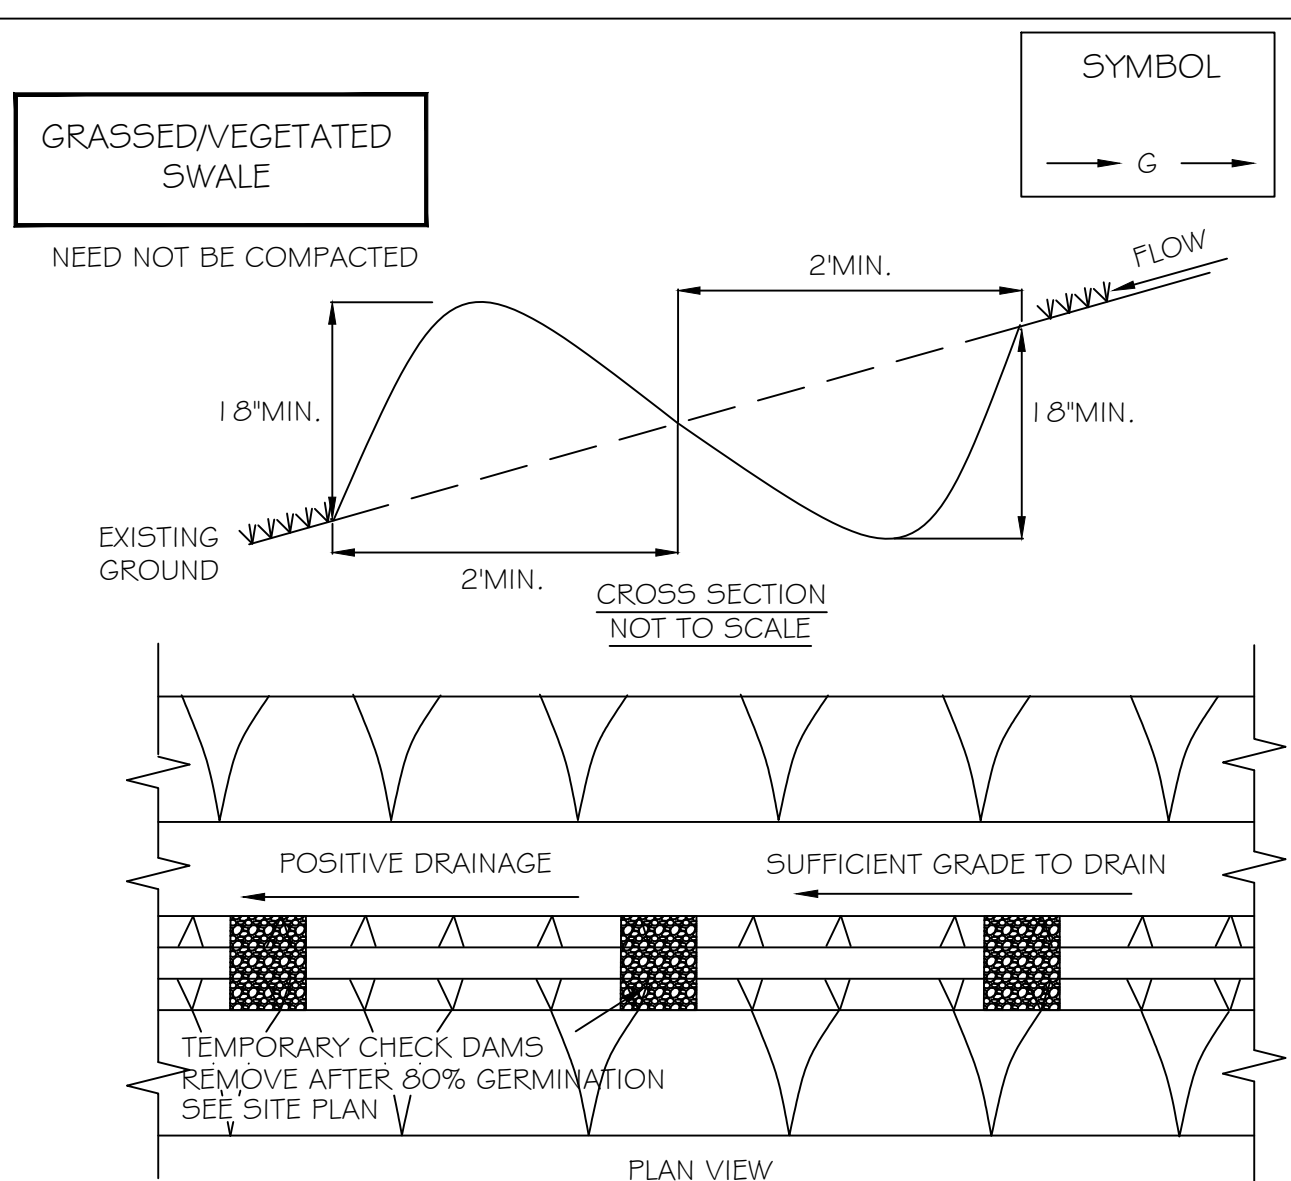 SYMBOL
G
GRASSED/VEGETATED
SWALE
NEED NOT BE COMPACTED
FLOW
2'MIN.
18"MIN.
18"MIN.
EXISTING
GROUND
2'MIN.
CROSS SECTION
NOT TO SCALE
POSITIVE DRAINAGE
SUFFICIENT GRADE TO DRAIN
TEMPORARY CHECK DAMS
REMOVE AFTER 80% GERMINATION
SEE SITE PLAN
PLAN VIEW